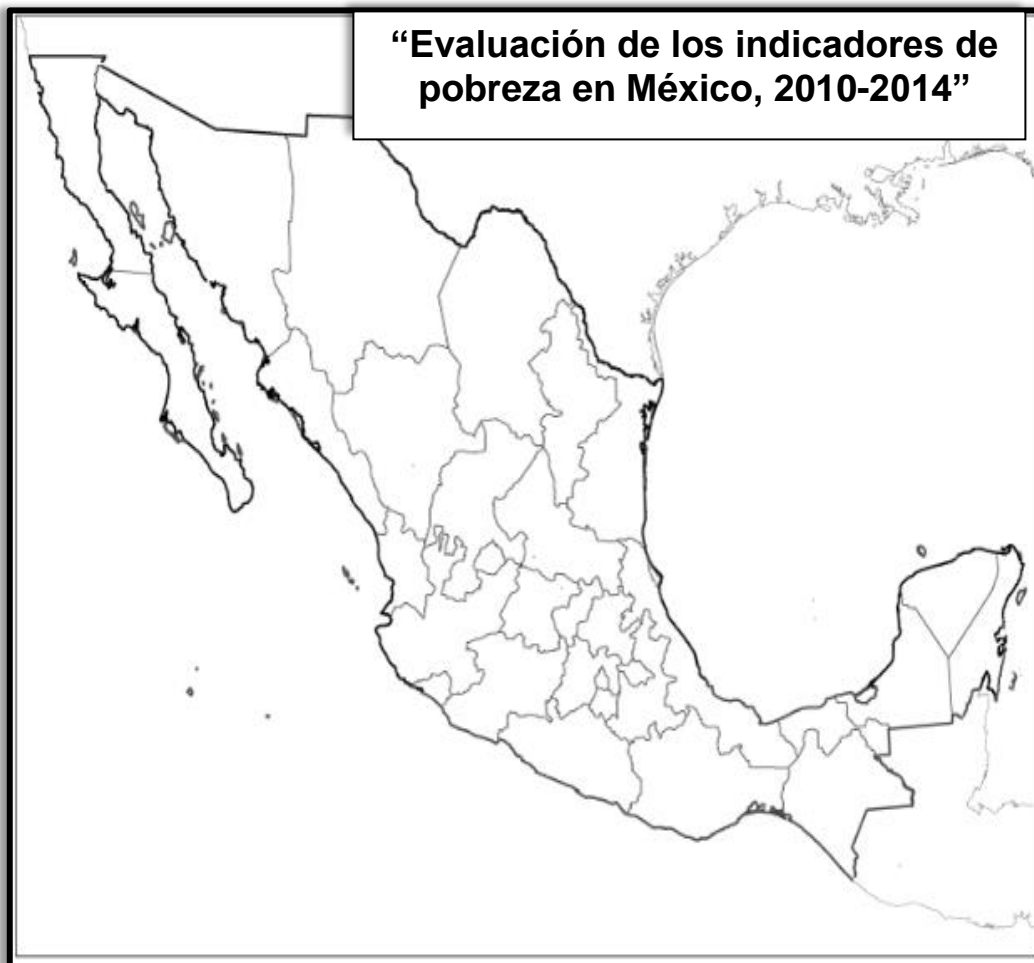 “Evaluación de los indicadores de
pobreza en México, 2010-2014”